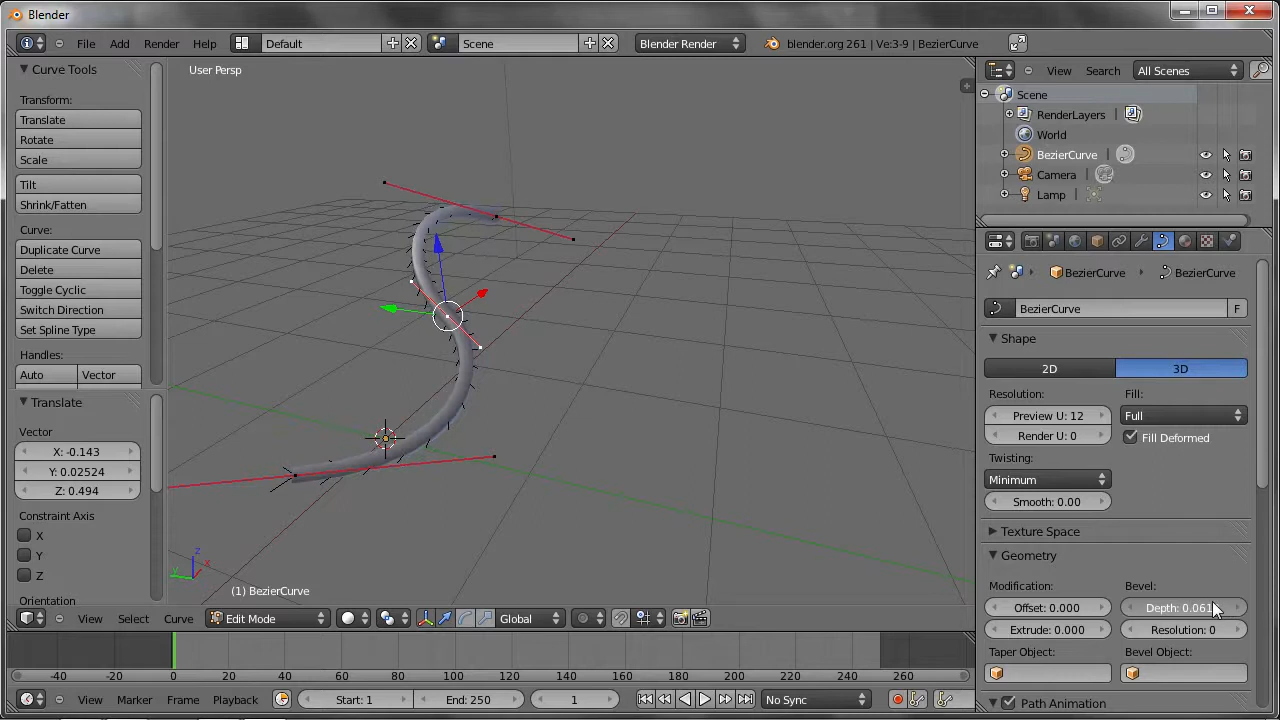 Blender
File Add Render Help Default Scene Blender Render blender.org 261 | Ve:3-9 | BezierCurve
Curve Tools
Transform:
Translate
Rotate
Scale
Tilt
Shrink/Fatten
Curve:
Duplicate Curve
Delete
Toggle Cyclic
Switch Direction
Set Spline Type
Handles:
Auto Vector
Translate
Vector
X: -0.143
Y: 0.02524
Z: 0.494
Constraint Axis
X
Y
Z
Orientation
User Persp
z
x
y
(1) BezierCurve
View Select Curve Edit Mode Global
-40 -20 0 20 40 60 80 100 120 140 160 180 200 220 240 260
View Marker Frame Playback Start: 1 End: 250 1 No Sync
View Search All Scenes
Scene
RenderLayers
World
BezierCurve
Camera
Lamp
BezierCurve BezierCurve
BezierCurve F
Shape
2D 3D
Resolution: Fill:
Preview U: 12 Full
Render U: 0 Fill Deformed
Twisting:
Minimum
Smooth: 0.00
Texture Space
Geometry
Modification: Bevel:
Offset: 0.000 Depth: 0.061
Extrude: 0.000 Resolution: 0
Taper Object: Bevel Object:
Path Animation